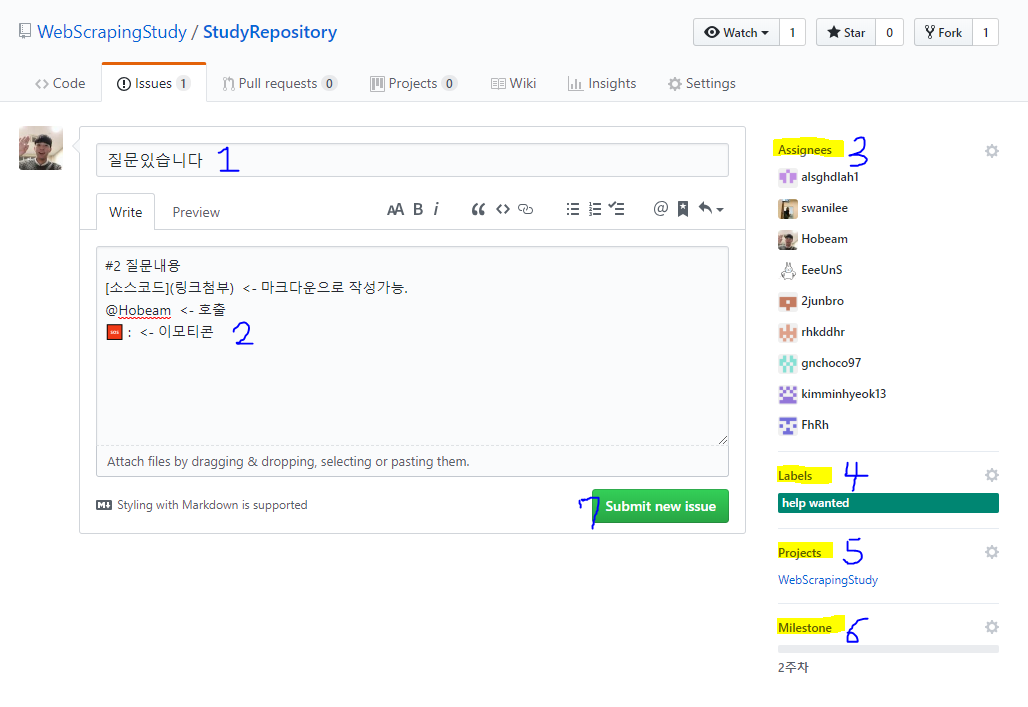 WebScrapingStudy / StudyRepository
Watch 1 Star 0 Fork 1
Code Issues 1 Pull requests 0 Projects 0 Wiki Insights Settings
질문있습니다 1
Write Preview AA B i
#2 질문내용
[소스코드](링크첨부) <- 마크다운으로 작성가능.
@Hobeam <- 호출
SOS : <- 이모티콘 2
Attach files by dragging & dropping, selecting or pasting them.
Styling with Markdown is supported
7 Submit new issue
Assignees 3
alsghdlah1
swanilee
Hobeam
EeeUnS
2junbro
rhkddhr
gnchoco97
kimminhyeok13
FhRh
Labels 4
help wanted
Projects 5
WebScrapingStudy
Milestone 6
2주차